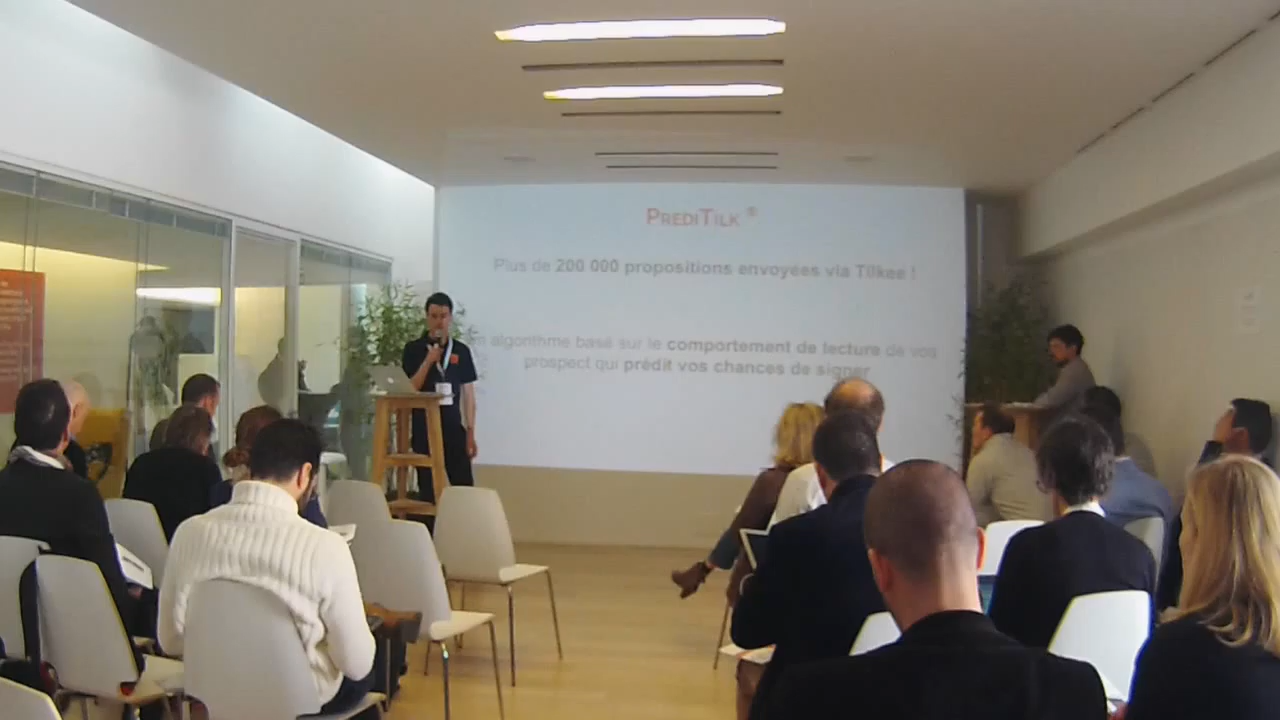 PREDITILK ®
Plus de 200 000 propositions envoyées via Tilkee !
algorithme basé sur le comportement de lecture de vos
prospect qui prédit vos chances de signer